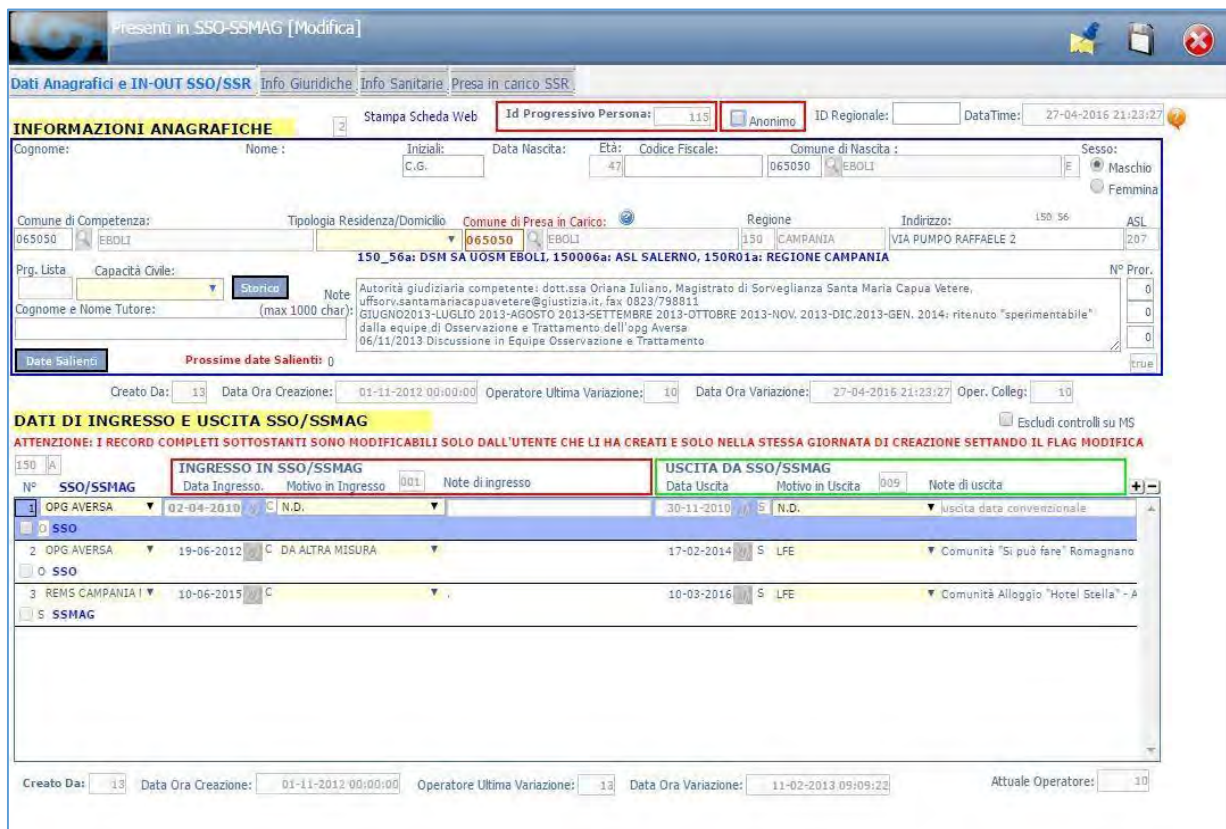 Presenti in SSO-SSMAG [Modifica]
Dati Anagrafici e IN-OUT SSO/SSR Info Giuridiche Info Sanitarie Presa in carico SSR
INFORMAZIONI ANAGRAFICHE 2 Stampa Scheda Web Id Progressivo Persona: 115 Anonimo ID Regionale: DataTime: 27-04-2016 21:23:27
Cognome: Nome : Iniziali: Data Nascita: Età: Codice Fiscale: Comune di Nascita : Sesso:
C.G. 47 065050 EBOLI E Maschio
Femmina
Comune di Competenza: Tipologia Residenza/Domicilio Comune di Presa in Carico: Regione Indirizzo: 150 56 ASL
065050 EBOLI 065050 EBOLI 150 CAMPANIA VIA PUMPO RAFFAELE 2 207
150_56a: DSM SA UOSM EBOLI, 150006a: ASL SALERNO, 150R01a: REGIONE CAMPANIA
Prg. Lista Capacità Civile: Storico Note (max 1000 char): N° Pror.
Autorità giudiziaria competente: dott.ssa Oriana Iuliano, Magistrato di Sorveglianza Santa Maria Capua Vetere, 0
uffsorv.santamariacapuavetere@giustizia.it, fax 0823/798811
Cognome e Nome Tutore: GIUGNO2013-LUGLIO 2013-AGOSTO 2013-SETTEMBRE 2013-OTTOBRE 2013-NOV. 2013-DIC.2013-GEN. 2014: ritenuto "sperimentabile" 0
dalla equipe di Osservazione e Trattamento dell'opg Aversa
06/11/2013 Discussione in Equipe Osservazione e Trattamento 0
Date Salienti Prossime date Salienti: 0 true
Creato Da: 13 Data Ora Creazione: 01-11-2012 00:00:00 Operatore Ultima Variazione: 10 Data Ora Variazione: 27-04-2016 21:23:27 Oper. Colleg: 10
DATI DI INGRESSO E USCITA SSO/SSMAG Escludi controlli su MS
ATTENZIONE: I RECORD COMPLETI SOTTOSTANTI SONO MODIFICABILI SOLO DALL'UTENTE CHE LI HA CREATI E SOLO NELLA STESSA GIORNATA DI CREAZIONE SETTANDO IL FLAG MODIFICA
150 A INGRESSO IN SSO/SSMAG USCITA DA SSO/SSMAG
N° SSO/SSMAG Data Ingresso. Motivo in Ingresso 001 Note di ingresso Data Uscita Motivo in Uscita 009 Note di uscita + -
1 OPG AVERSA 02-04-2010 C N.D. 30-11-2010 S N.D. uscita data convenzionale
O SSO
2 OPG AVERSA 19-06-2012 C DA ALTRA MISURA 17-02-2014 S LFE Comunità "Si può fare" Romagnano
O SSO
3 REMS CAMPANIA 10-06-2015 C . 10-03-2016 S LFE Comunità Alloggio "Hotel Stella" - A
S SSMAG
Creato Da: 13 Data Ora Creazione: 01-11-2012 00:00:00 Operatore Ultima Variazione: 13 Data Ora Variazione: 11-02-2013 09:09:22 Attuale Operatore: 10